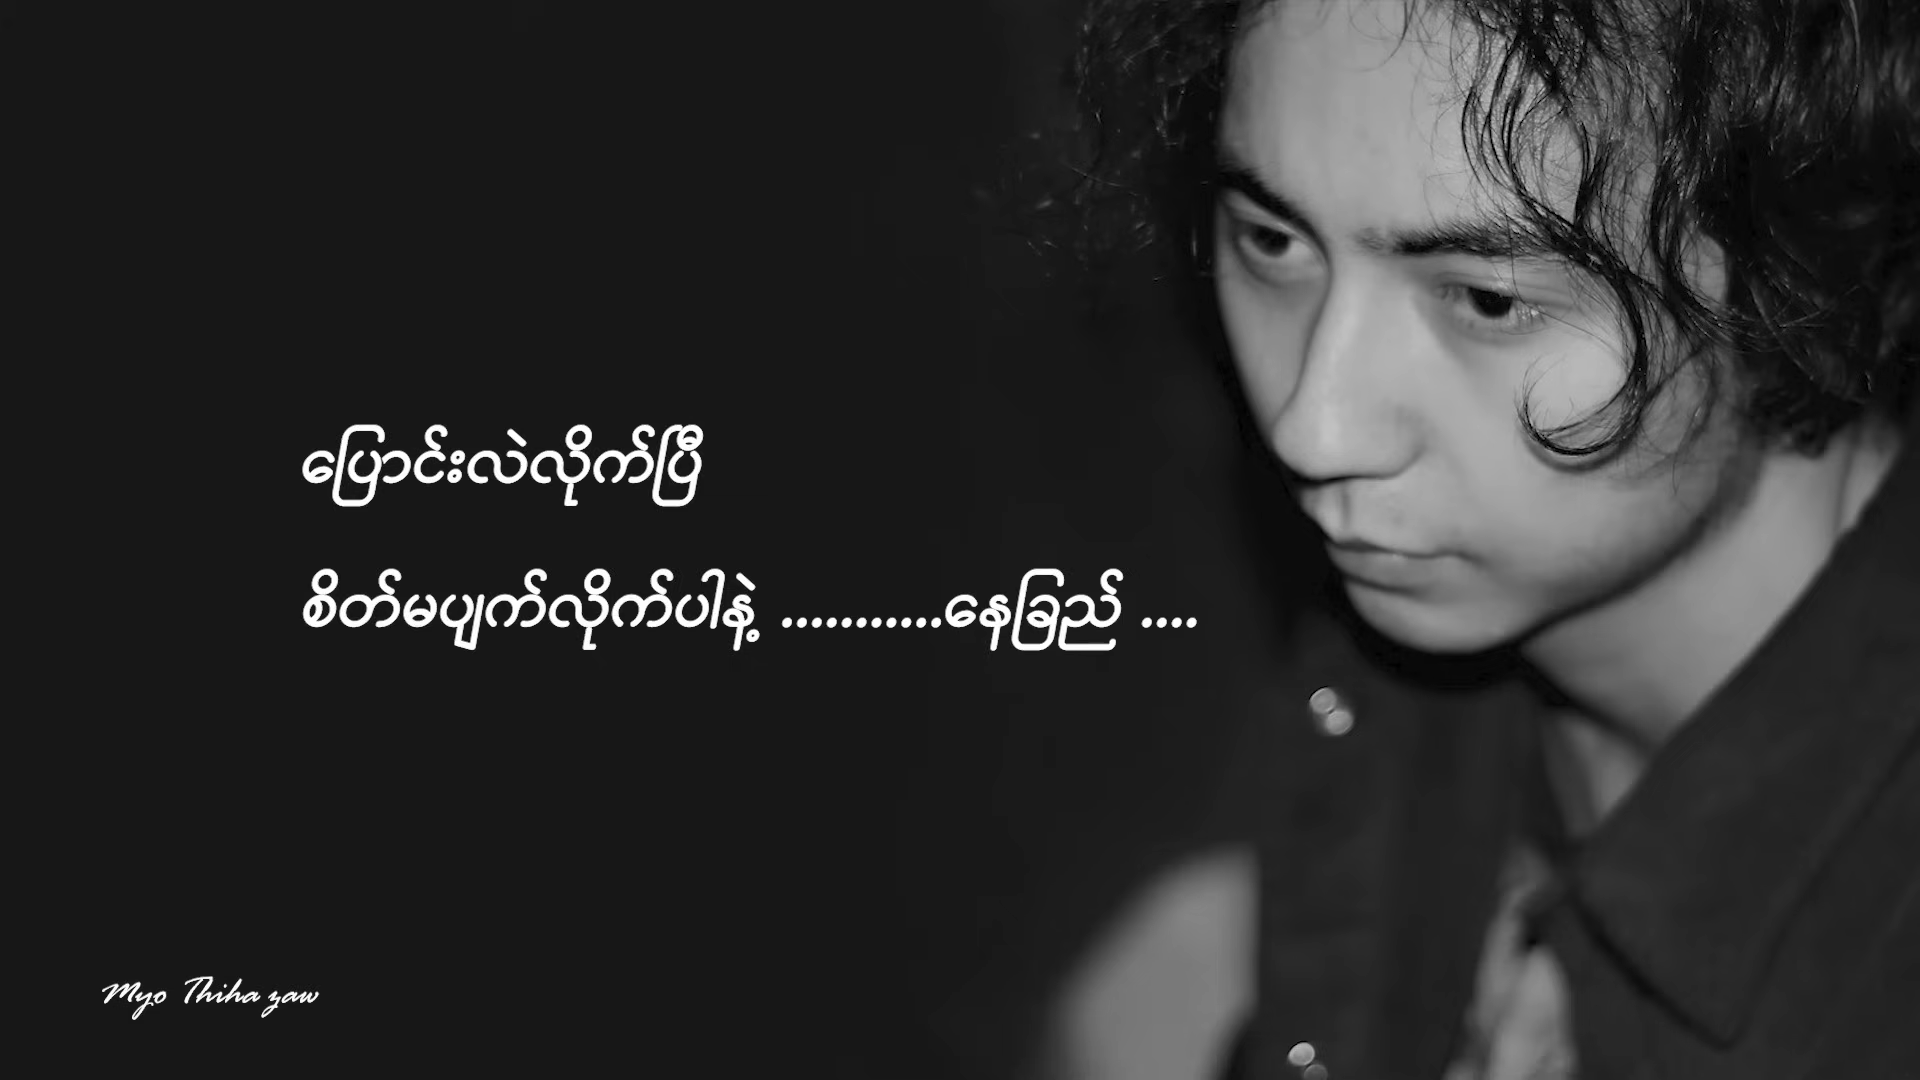 ပြောင်းလဲလိုက်ပြီ
စိတ်မပျက်လိုက်ပါနဲ့ ...........နေခြည် ....
Myo Thiha zaw